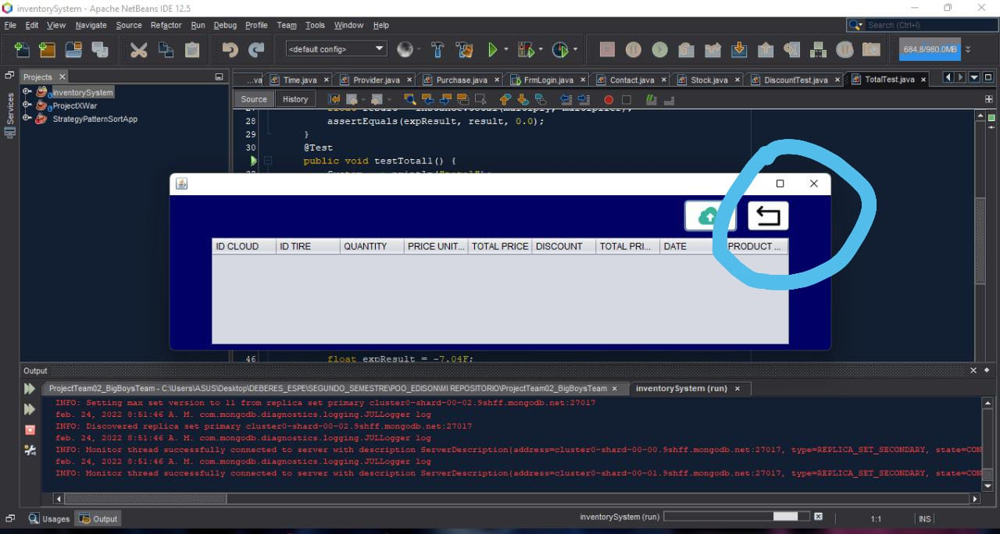 inventorySystem - Apache NetBeans IDE 12.5
File Edit View Navigate Source Refactor Run Debug Profile Team Tools Window Help
Search (Ctrl+I)
<default config>
684,8/980,0MB
Projects
...va Time.java Provider.java Purchase.java FrmLogin.java Contact.java Stock.java DiscountTest.java TotalTest.java
Services
inventorySystem
ProjectXWar
StrategyPatternSortApp
Source History
28 assertEquals(expResult, result, 0.0);
29 }
30 @Test
public void testTotal1() {
ID CLOUD ID TIRE QUANTITY PRICE UNIT... TOTAL PRICE DISCOUNT TOTAL PRI... DATE PRODUCT ...
46 float expResult = -7.04F;
Output
ProjectTeam02_BigBoysTeam - C:\Users\ASUS\Desktop\DEBERES_ESPE\SEGUNDO_SEMESTRE\POO_EDISON\MI REPOSITORIO\ProjectTeam02_BigBoysTeam inventorySystem (run)
INFO: Setting max set version to 11 from replica set primary cluster0-shard-00-02.9shff.mongodb.net:27017
feb. 24, 2022 8:51:46 A. M. com.mongodb.diagnostics.logging.JULLogger log
INFO: Discovered replica set primary cluster0-shard-00-02.9shff.mongodb.net:27017
feb. 24, 2022 8:51:46 A. M. com.mongodb.diagnostics.logging.JULLogger log
INFO: Monitor thread successfully connected to server with description ServerDescription{address=cluster0-shard-00-00.9shff.mongodb.net:27017, type=REPLICA_SET_SECONDARY, state=CON
feb. 24, 2022 8:51:46 A. M. com.mongodb.diagnostics.logging.JULLogger log
INFO: Monitor thread successfully connected to server with description ServerDescription{address=cluster0-shard-00-01.9shff.mongodb.net:27017, type=REPLICA_SET_SECONDARY, state=CON
Usages Output
inventorySystem (run)
1:1 INS